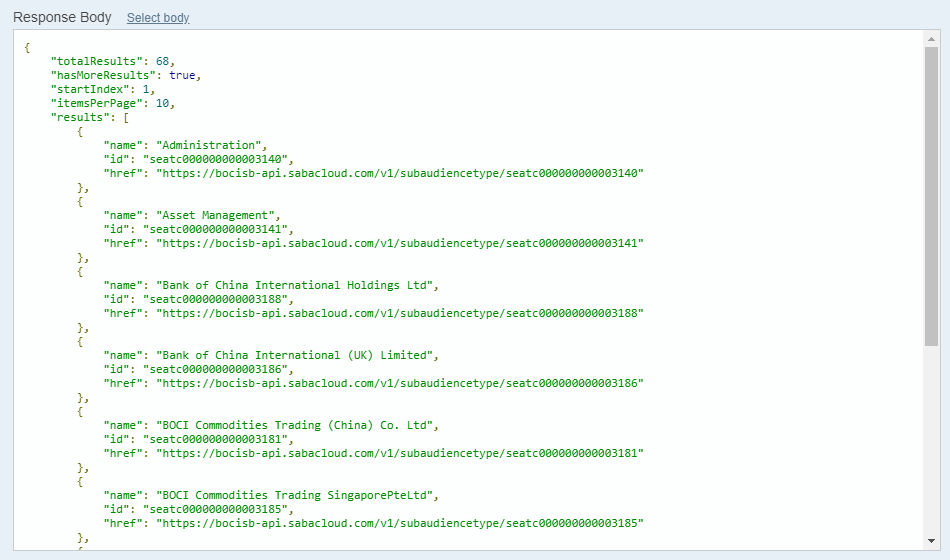 Response Body Select body
{
"totalResults": 68,
"hasMoreResults": true,
"startIndex": 1,
"itemsPerPage": 10,
"results": [
{
"name": "Administration",
"id": "seatc000000000003140",
"href": "https://bocisb-api.sabacloud.com/v1/subaudiencetype/seatc000000000003140"
},
{
"name": "Asset Management",
"id": "seatc000000000003141",
"href": "https://bocisb-api.sabacloud.com/v1/subaudiencetype/seatc000000000003141"
},
{
"name": "Bank of China International Holdings Ltd",
"id": "seatc000000000003188",
"href": "https://bocisb-api.sabacloud.com/v1/subaudiencetype/seatc000000000003188"
},
{
"name": "Bank of China International (UK) Limited",
"id": "seatc000000000003186",
"href": "https://bocisb-api.sabacloud.com/v1/subaudiencetype/seatc000000000003186"
},
{
"name": "BOCI Commodities Trading (China) Co. Ltd",
"id": "seatc000000000003181",
"href": "https://bocisb-api.sabacloud.com/v1/subaudiencetype/seatc000000000003181"
},
{
"name": "BOCI Commodities Trading SingaporePteLtd",
"id": "seatc000000000003185",
"href": "https://bocisb-api.sabacloud.com/v1/subaudiencetype/seatc000000000003185"
},
{